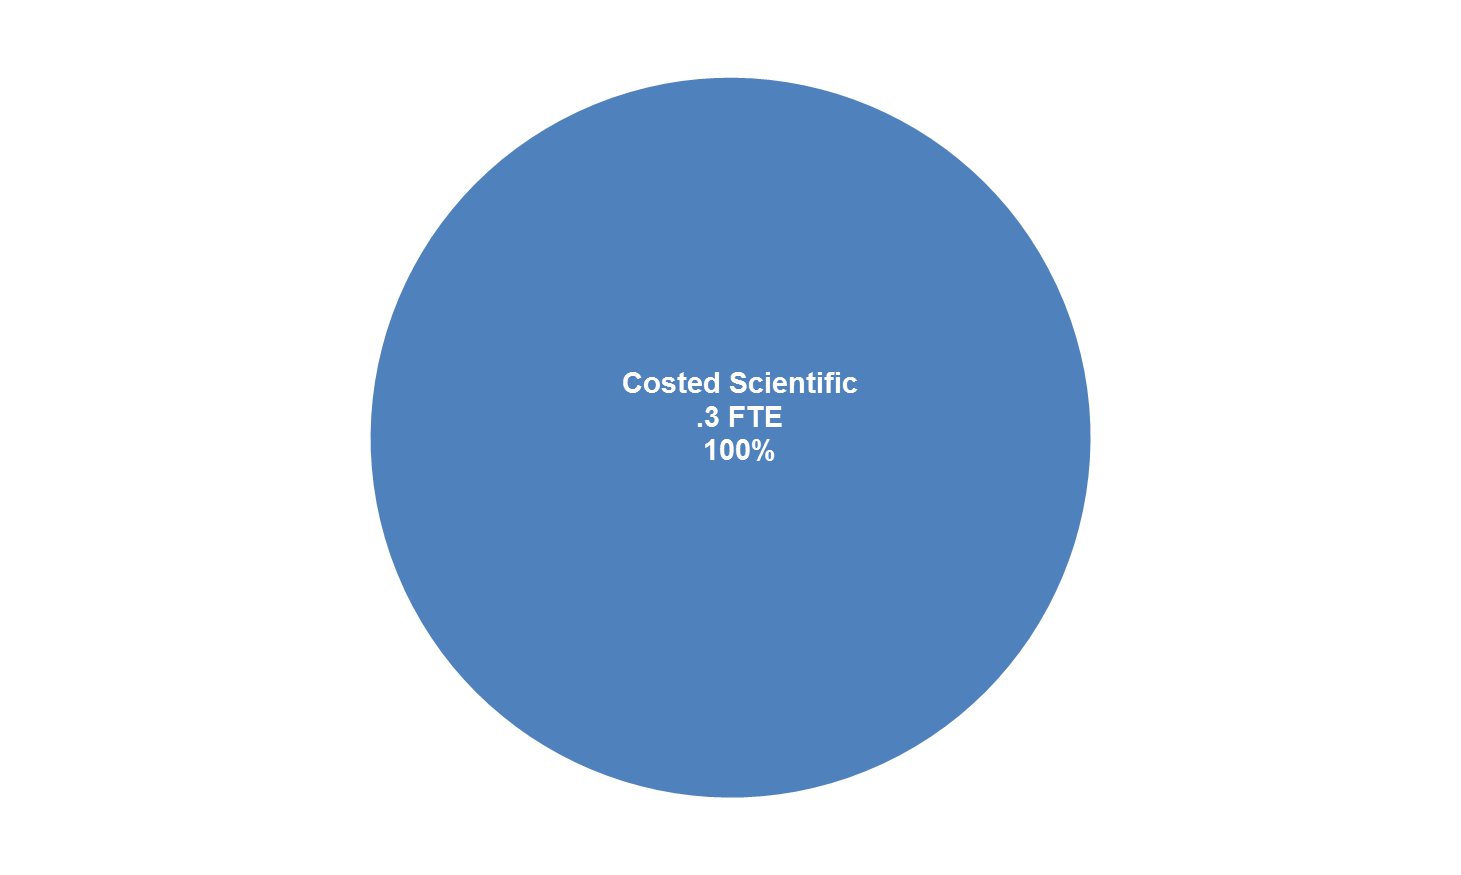 Costed Scientific
.3 FTE
100%